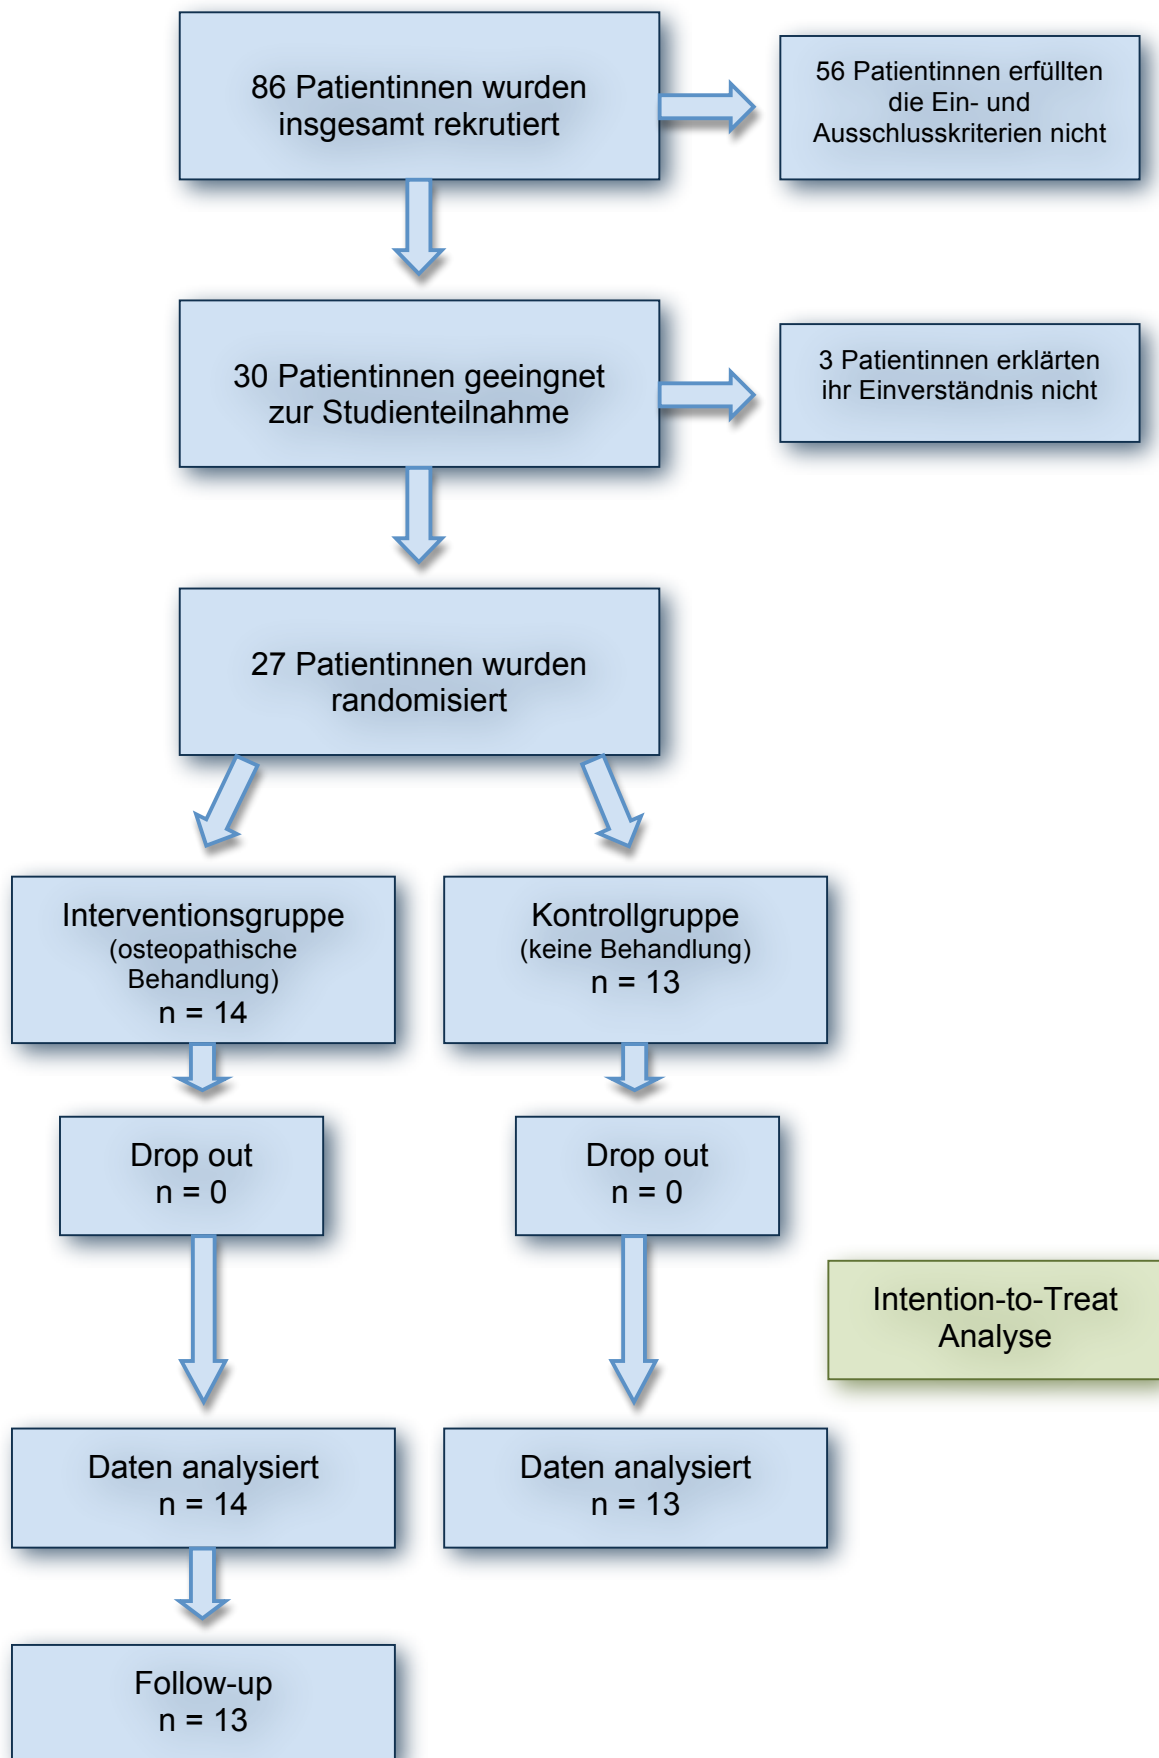 86 Patientinnen wurden
insgesamt rekrutiert
56 Patientinnen erfüllten
die Ein- und
Ausschlusskriterien nicht
30 Patientinnen geeingnet
zur Studienteilnahme
3 Patientinnen erklärten
ihr Einverständnis nicht
27 Patientinnen wurden
randomisiert
Interventionsgruppe
(osteopathische
Behandlung)
n = 14
Kontrollgruppe
(keine Behandlung)
n = 13
Drop out
n = 0
Drop out
n = 0
Intention-to-Treat
Analyse
Daten analysiert
n = 14
Daten analysiert
n = 13
Follow-up
n = 13